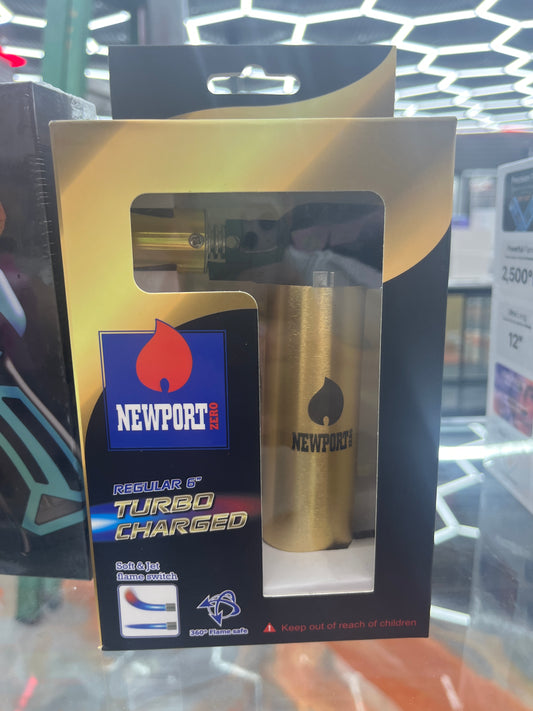 NEWPORT
ZERO
REGULAR 6"
TURBO
CHARGED
Soft & Jet
flame switch
360° Flame safe
Keep out of reach of children
NEWPORT
ZERO
2,500°
12"